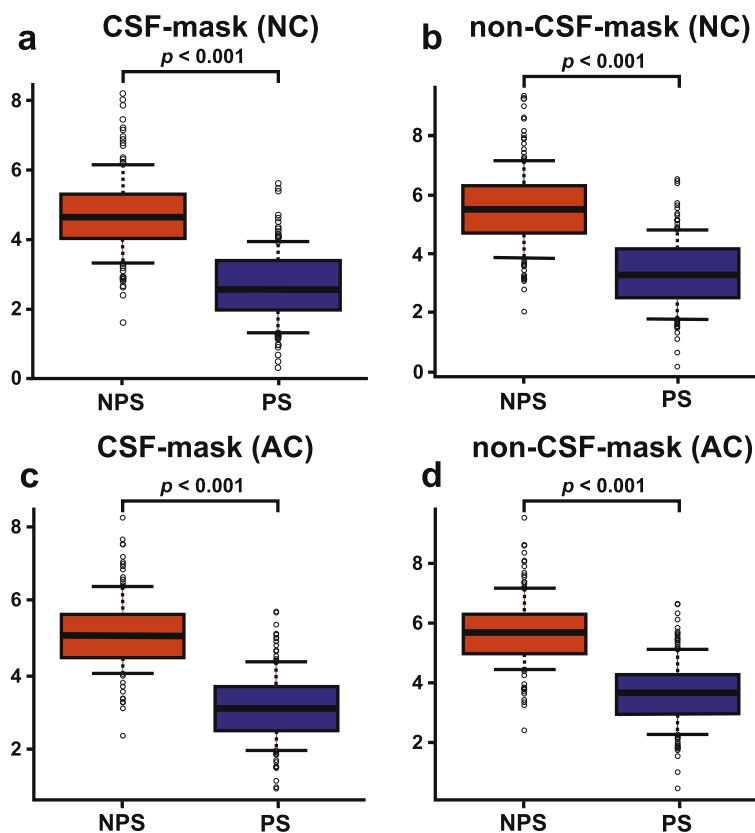 a
CSF-mask (NC)
p < 0.001
8
6
4
2
0
NPS
PS
b
non-CSF-mask (NC)
p < 0.001
8
6
4
2
0
NPS
PS
c
CSF-mask (AC)
p < 0.001
8
6
4
2
NPS
PS
d
non-CSF-mask (AC)
p < 0.001
8
6
4
2
NPS
PS